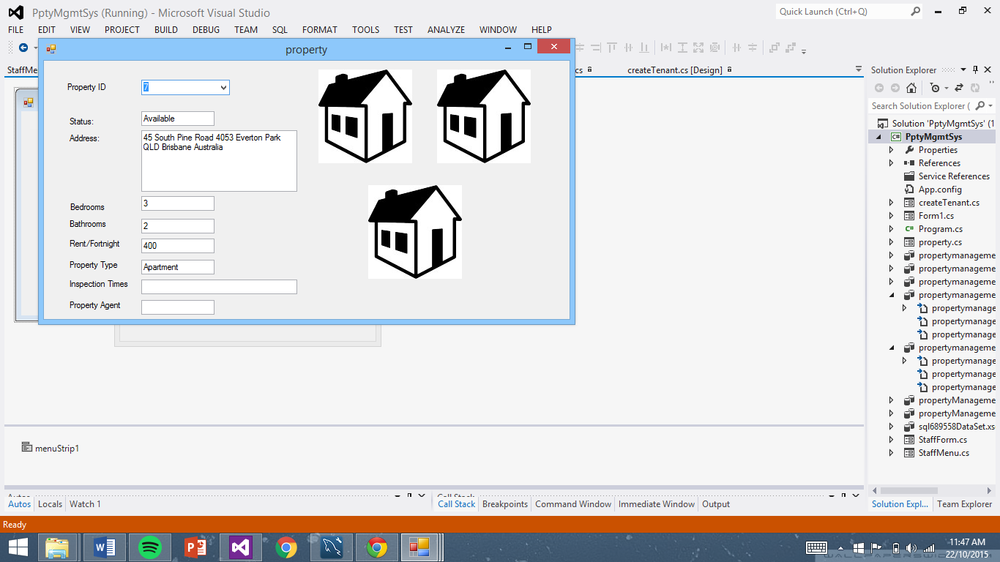 PptyMgmtSys (Running) - Microsoft Visual Studio
Quick Launch (Ctrl+Q)
FILE EDIT VIEW PROJECT BUILD DEBUG TEAM SQL FORMAT TOOLS TEST ANALYZE WINDOW HELP
property
StaffMe
cs
createTenant.cs [Design]
Property ID
7
Status:
Available
Address:
45 South Pine Road 4053 Everton Park
QLD Brisbane Australia
Bedrooms
3
Bathrooms
2
Rent/Fortnight
400
Property Type
Apartment
Inspection Times
Property Agent
menuStrip1
Solution Explorer
Search Solution Explorer (
Solution 'PptyMgmtSys' (1
PptyMgmtSys
Properties
References
Service References
App.config
createTenant.cs
Form1.cs
Program.cs
property.cs
propertymanageme
propertymanageme
propertymanageme
propertymanageme
propertymanage
propertymanage
propertymanage
propertymanageme
propertymanage
propertymanage
propertymanage
propertyManageme
propertyManageme
sql689558DataSet.xs
StaffForm.cs
StaffMenu.cs
Autos
Call Stack
Autos Locals Watch 1
Call Stack Breakpoints Command Window Immediate Window Output
Solution Expl... Team Explorer
Ready
11:47 AM
22/10/2015